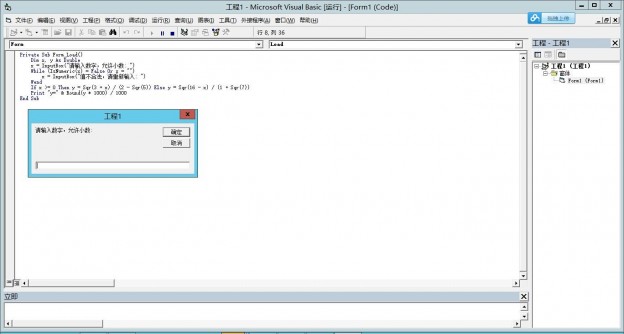 工程1 - Microsoft Visual Basic [运行] - [Form1 (Code)]
文件(F) 编辑(E) 视图(V) 工程(P) 格式(O) 调试(D) 运行(R) 查询(U) 图表(I) 工具(T) 外接程序(A) 窗口(W) 帮助(H)
拖拽上传
行 8, 列 36
Form
Load
工程 - 工程1
Private Sub Form_Load()
Dim x, y As Double
x = InputBox("请输入数字：允许小数：")
While (IsNumeric(x) = False Or x = "")
x = InputBox("值不合法：请重新输入：")
Wend
If x >= 0 Then y = Sqr(3 + x) / (2 - Sqr(5)) Else y = Sqr(16 - x) / (1 + Sqr(7))
Print "y=" & Round(y * 1000) / 1000
End Sub
工程1 (工程1)
窗体
Form1 (Form1)
工程1
请输入数字：允许小数：
确定
取消
立即